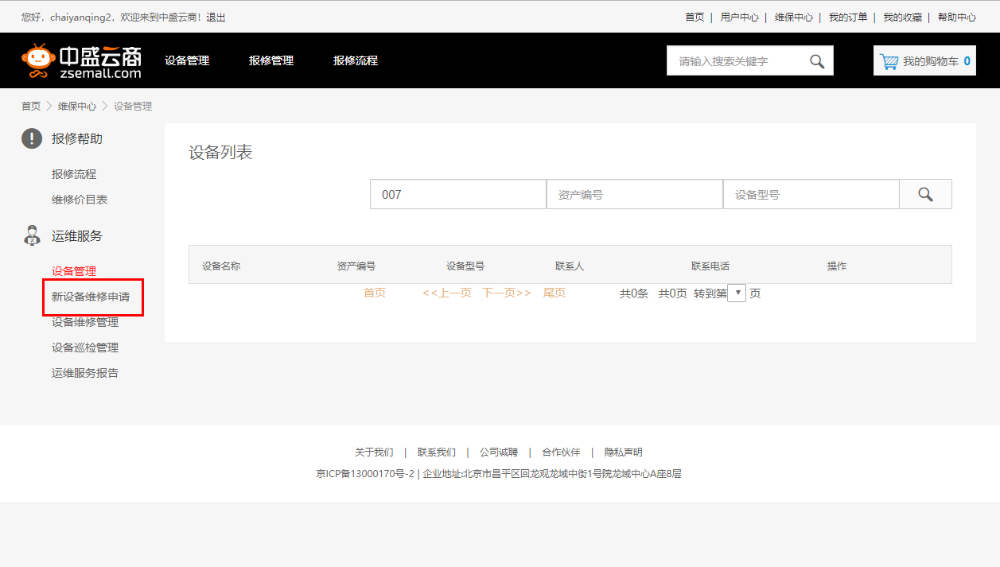 您好，chaiyanqing2，欢迎来到中盛云商！退出
首页 | 用户中心 | 维保中心 | 我的订单 | 我的收藏 | 帮助中心
中盛云商
zsemall.com
设备管理 报修管理 报修流程
请输入搜索关键字
我的购物车 0
首页 > 维保中心 > 设备管理
报修帮助
报修流程
维修价目表
运维服务
设备管理
新设备维修申请
设备维修管理
设备巡检管理
运维服务报告
设备列表
007 资产编号 设备型号
设备名称 资产编号 设备型号 联系人 联系电话 操作
首页 <<上一页 下一页>> 尾页 共0条 共0页 转到第 页
关于我们 | 联系我们 | 公司诚聘 | 合作伙伴 | 隐私声明
京ICP备13000170号-2 | 企业地址:北京市昌平区回龙观龙域中街1号院龙域中心A座8层